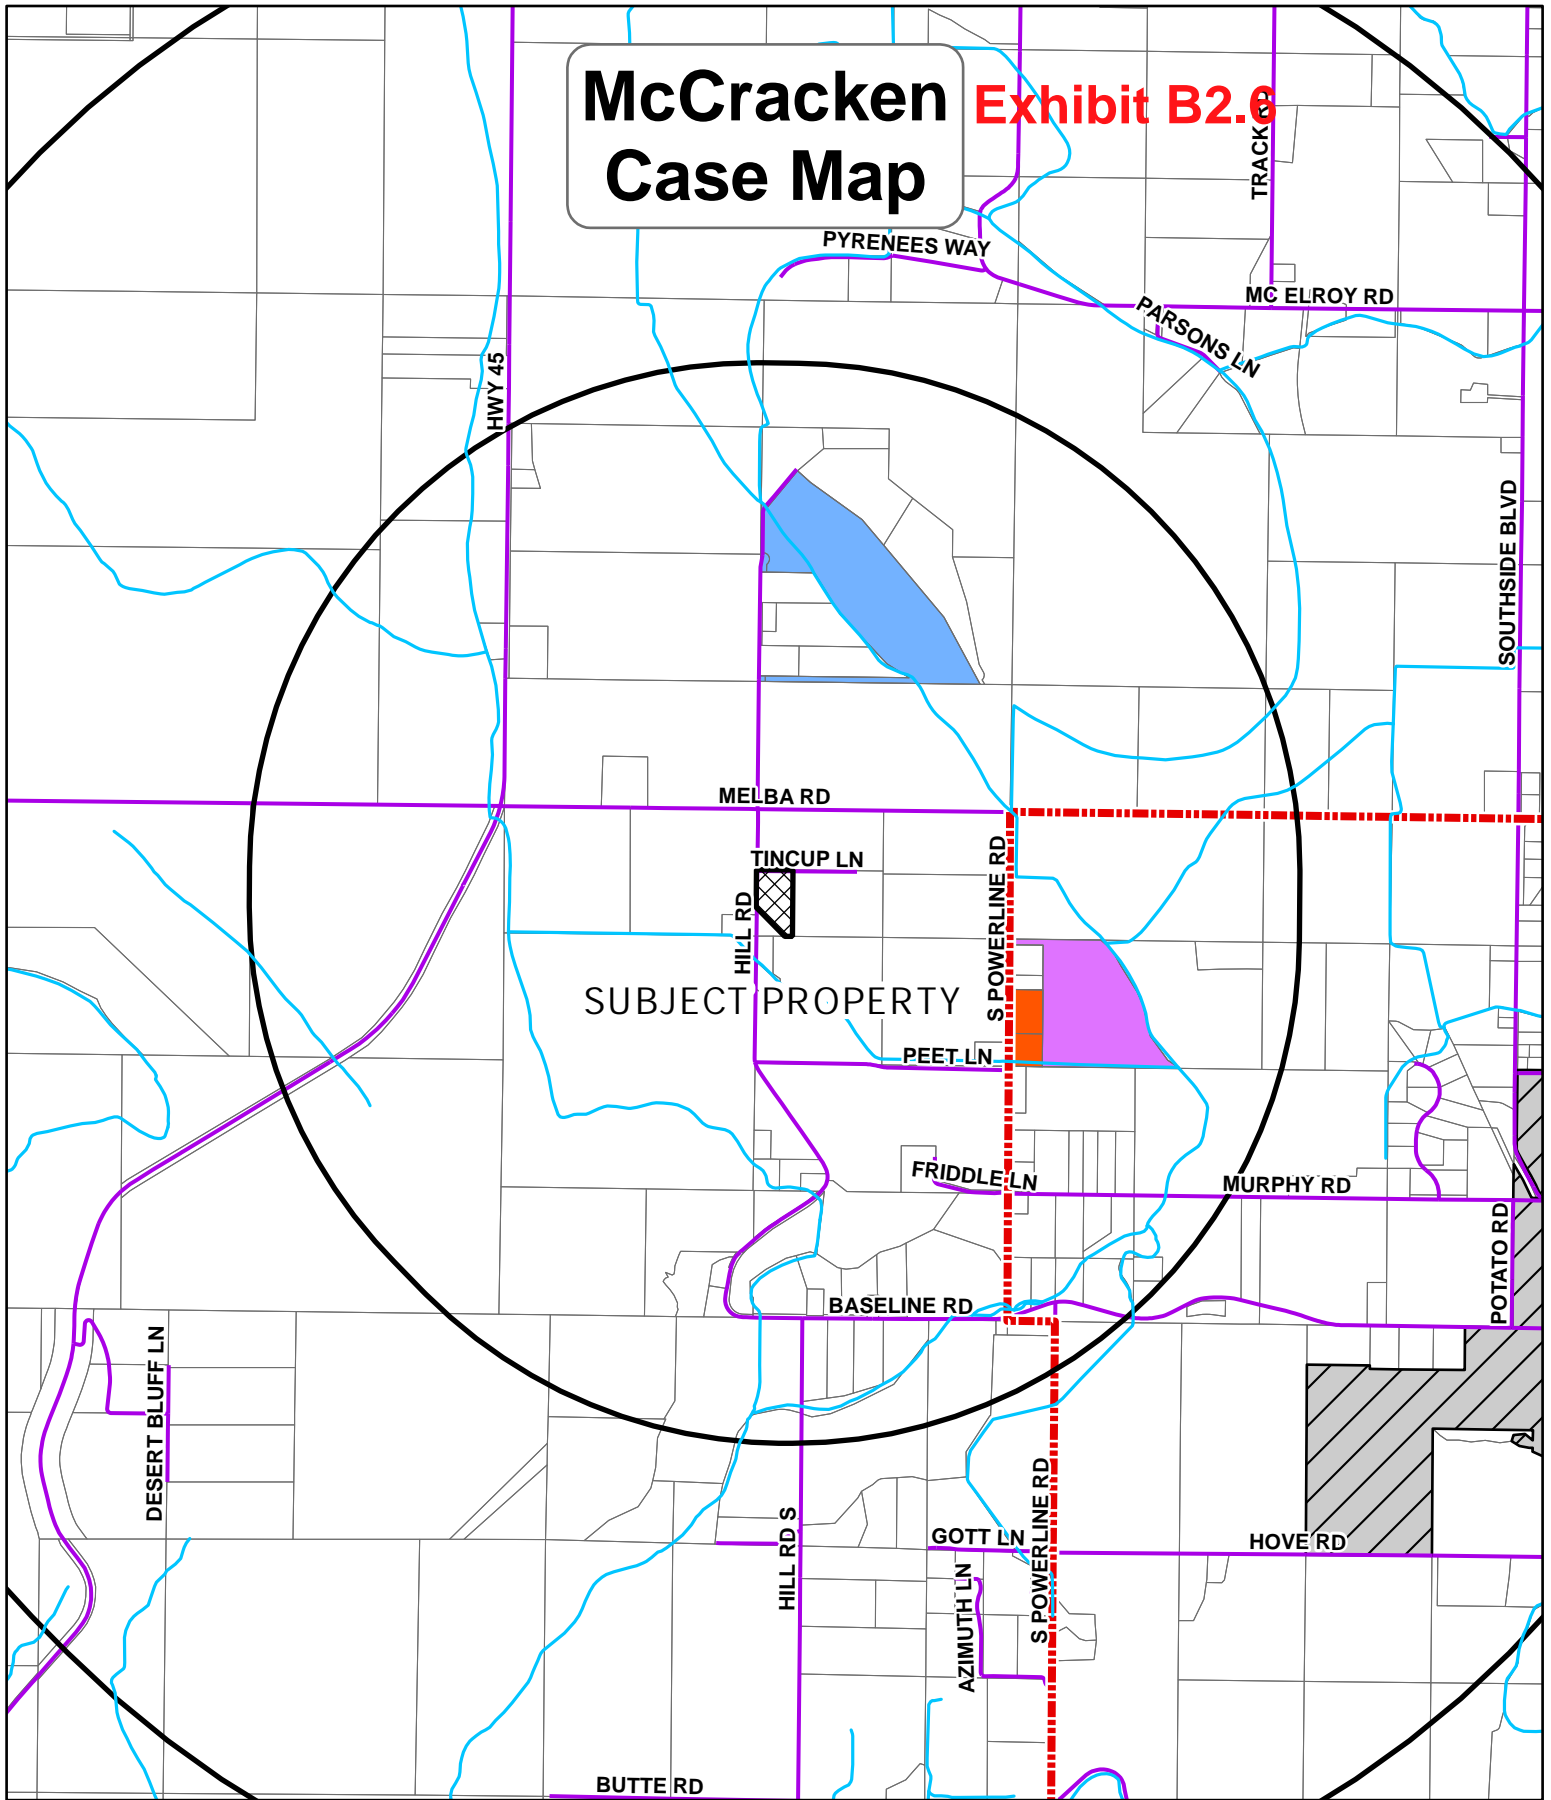 McCracken
Case Map
Exhibit B2.6
TRACK RD
PYRENEES WAY
MC ELROY RD
PARSONS LN
HWY 45
SOUTHSIDE BLVD
MELBA RD
TINCUP LN
HILL RD
S POWERLINE RD
SUBJECT PROPERTY
PEET LN
FRIDDLE LN
MURPHY RD
POTATO RD
BASELINE RD
DESERT BLUFF LN
HILL RD S
S POWERLINE RD
GOTT LN
HOVE RD
AZIMUTH LN
BUTTE RD